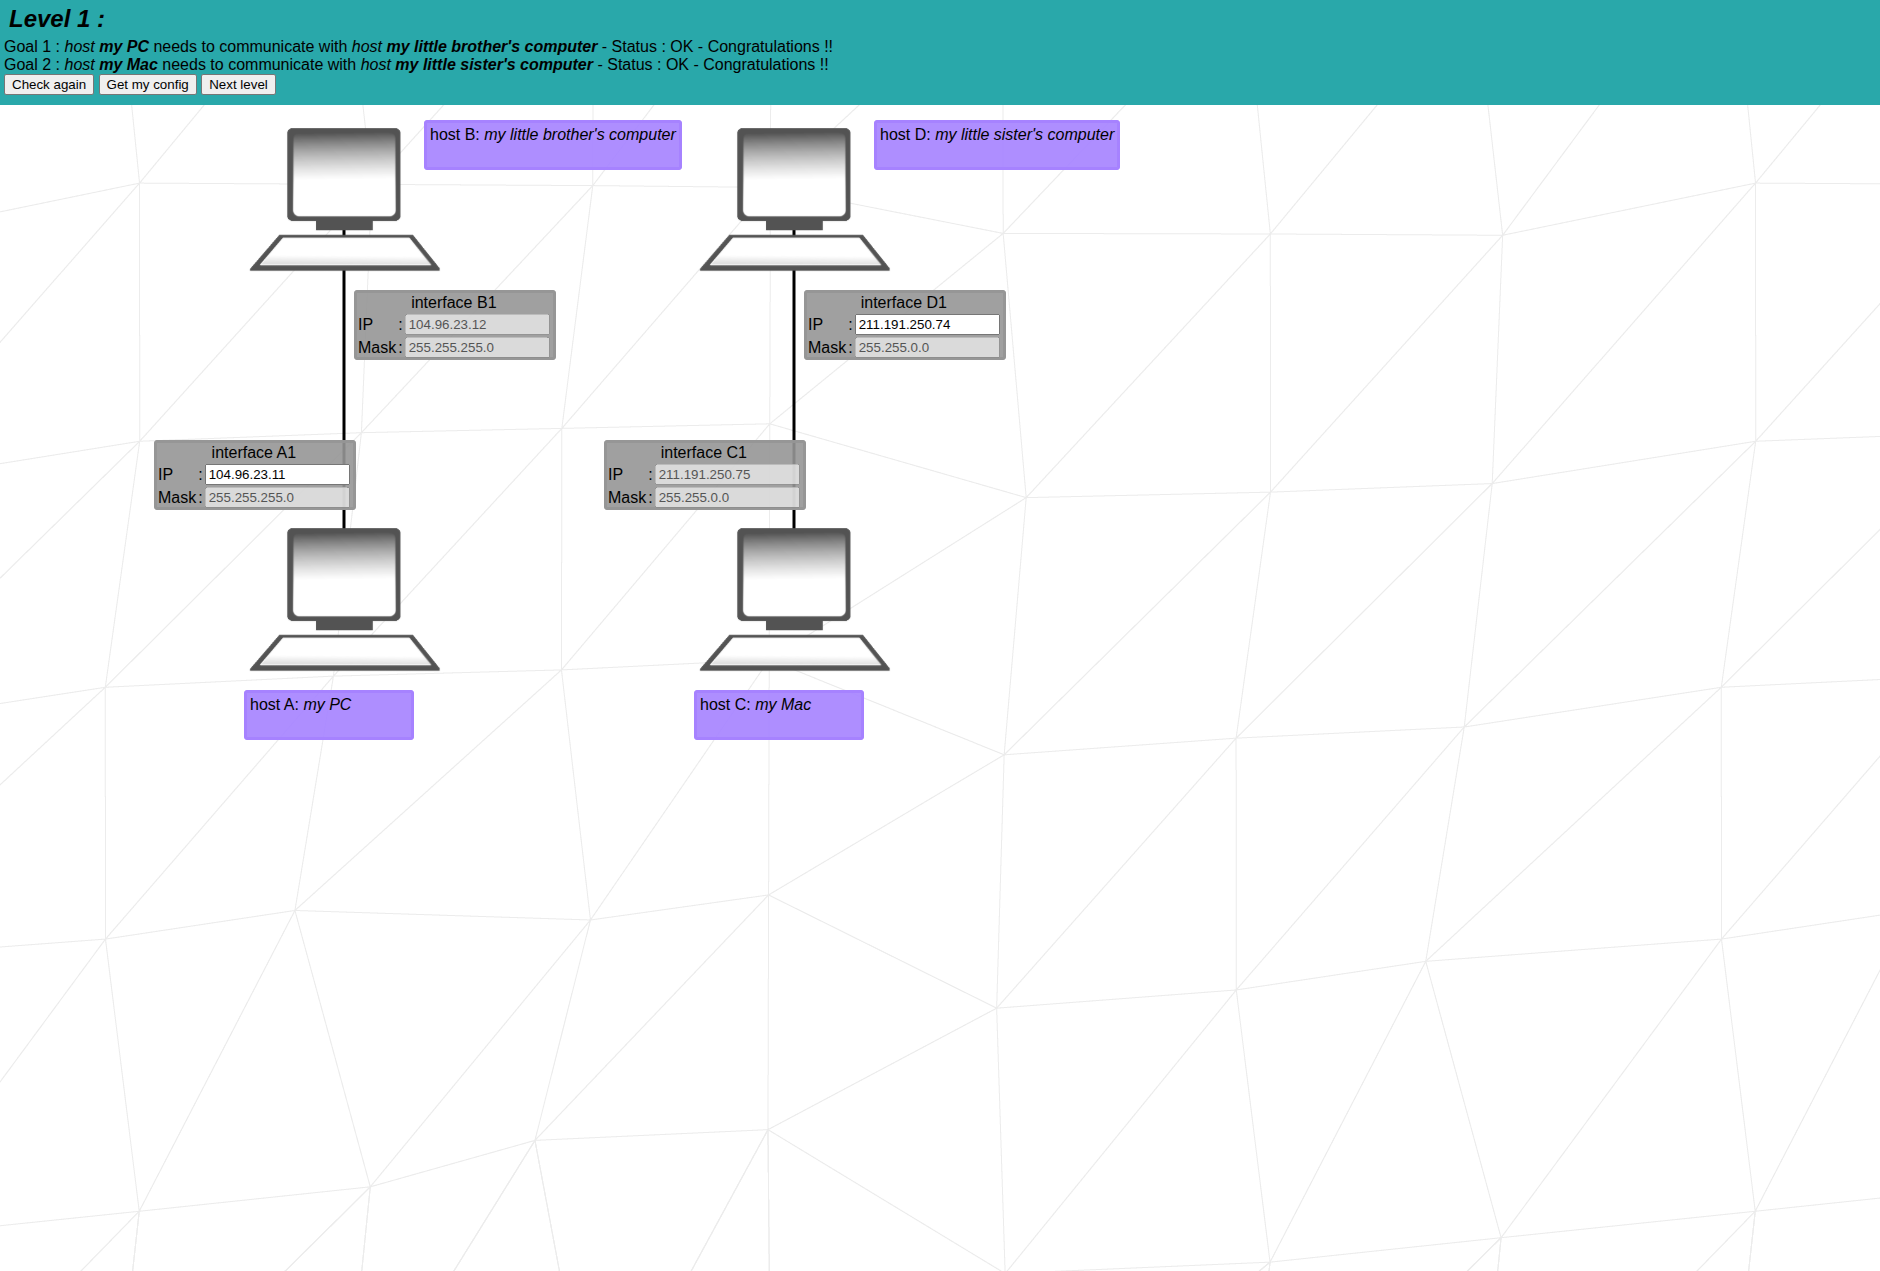 Level 1 :
Goal 1 : host my PC needs to communicate with host my little brother's computer - Status : OK - Congratulations !!
Goal 2 : host my Mac needs to communicate with host my little sister's computer - Status : OK - Congratulations !!
Check again Get my config Next level
host B: my little brother's computer
host D: my little sister's computer
interface B1
IP : 104.96.23.12
Mask : 255.255.255.0
interface D1
IP : 211.191.250.74
Mask : 255.255.0.0
interface A1
IP : 104.96.23.11
Mask : 255.255.255.0
interface C1
IP : 211.191.250.75
Mask : 255.255.0.0
host A: my PC
host C: my Mac